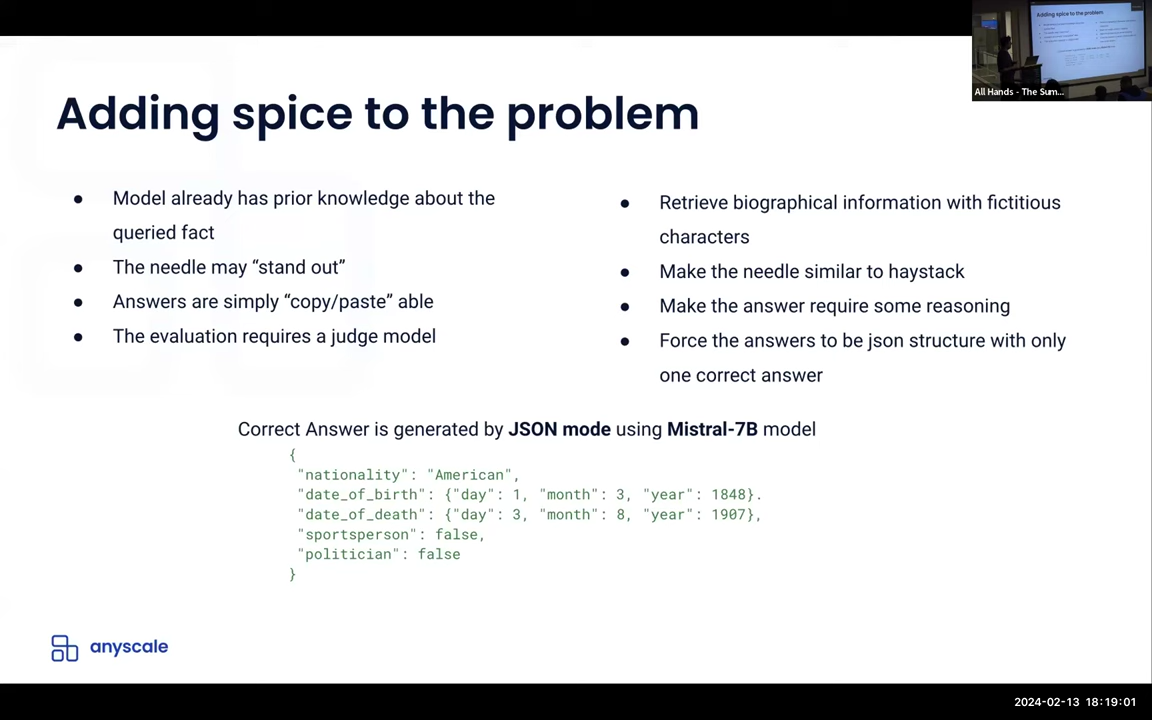 Adding spice to the problem
All Hands - The Sum...
Adding spice to the problem
● Model already has prior knowledge about the
queried fact
● The needle may “stand out”
● Answers are simply “copy/paste” able
● The evaluation requires a judge model
● Retrieve biographical information with fictitious
characters
● Make the needle similar to haystack
● Make the answer require some reasoning
● Force the answers to be json structure with only
one correct answer
Correct Answer is generated by JSON mode using Mistral-7B model
{
"nationality": "American",
"date_of_birth": {"day": 1, "month": 3, "year": 1848}.
"date_of_death": {"day": 3, "month": 8, "year": 1907},
"sportsperson": false,
"politician": false
}
anyscale
2024-02-13 18:19:01